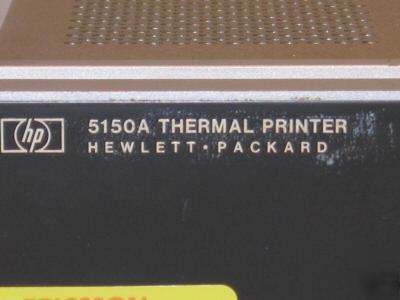 hp 5150A THERMAL PRINTER
HEWLETT • PACKARD